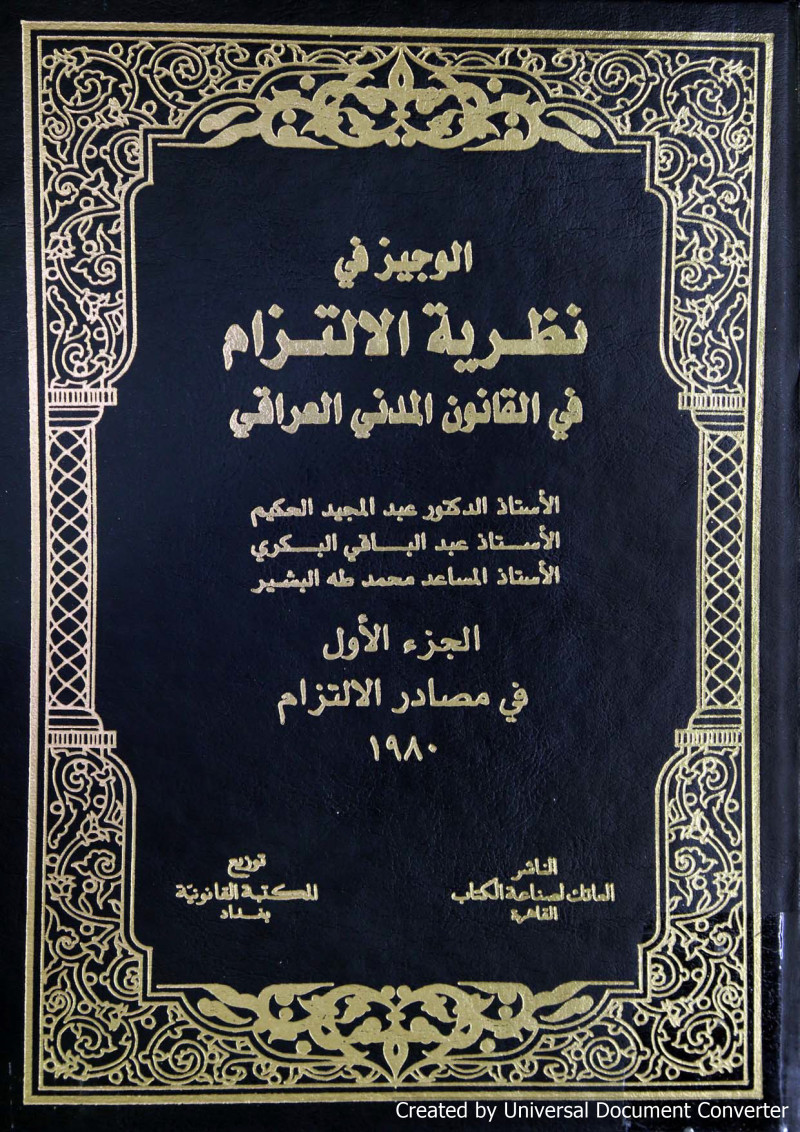 الوجيز في
نظرية الالتزام
في القانون المدني العراقي
الأستاذ الدكتور عبد المجيد الحكيم
الأستاذ عبد الباقي البكري
الأستاذ المساعد محمد طه البشير
الجزء الأول
في مصادر الالتزام
١٩٨٠
الناشر
العاتك لصناعة الكتاب
القاهرة
توزيع
المكتبة القانونية
بغداد
Created by Universal Document Converter